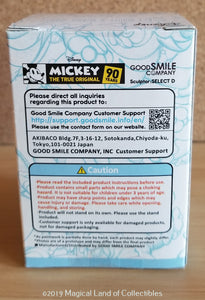 Disney
MICKEY
THE TRUE ORIGINAL
90
YEARS
GOOD SMILE
COMPANY
Sculptor:SELECT D
Please direct all inquiries
regarding this product to:
Good Smile Company Customer Support
http://support.goodsmile.info/en/
Please use the contact form on our website.
AKIBACO Bldg,7F,3-16-12, Sotokanda,Chiyoda-ku,
Tokyo,101-0021 Japan
GOOD SMILE COMPANY, INC Customer Support
Caution
Please read the included product instructions before use.
Product contains small parts which may pose a choking
hazard. It is not suitable for children under 3 years of age.
Product may have sharp points and edges which may
cause injury to damage. Please take care while opening,
handling, and storing.
Product will not stand on its own. Please use the included
stand.
Customer support is only available for damaged products,
©2019 Magical Land of Collectibles